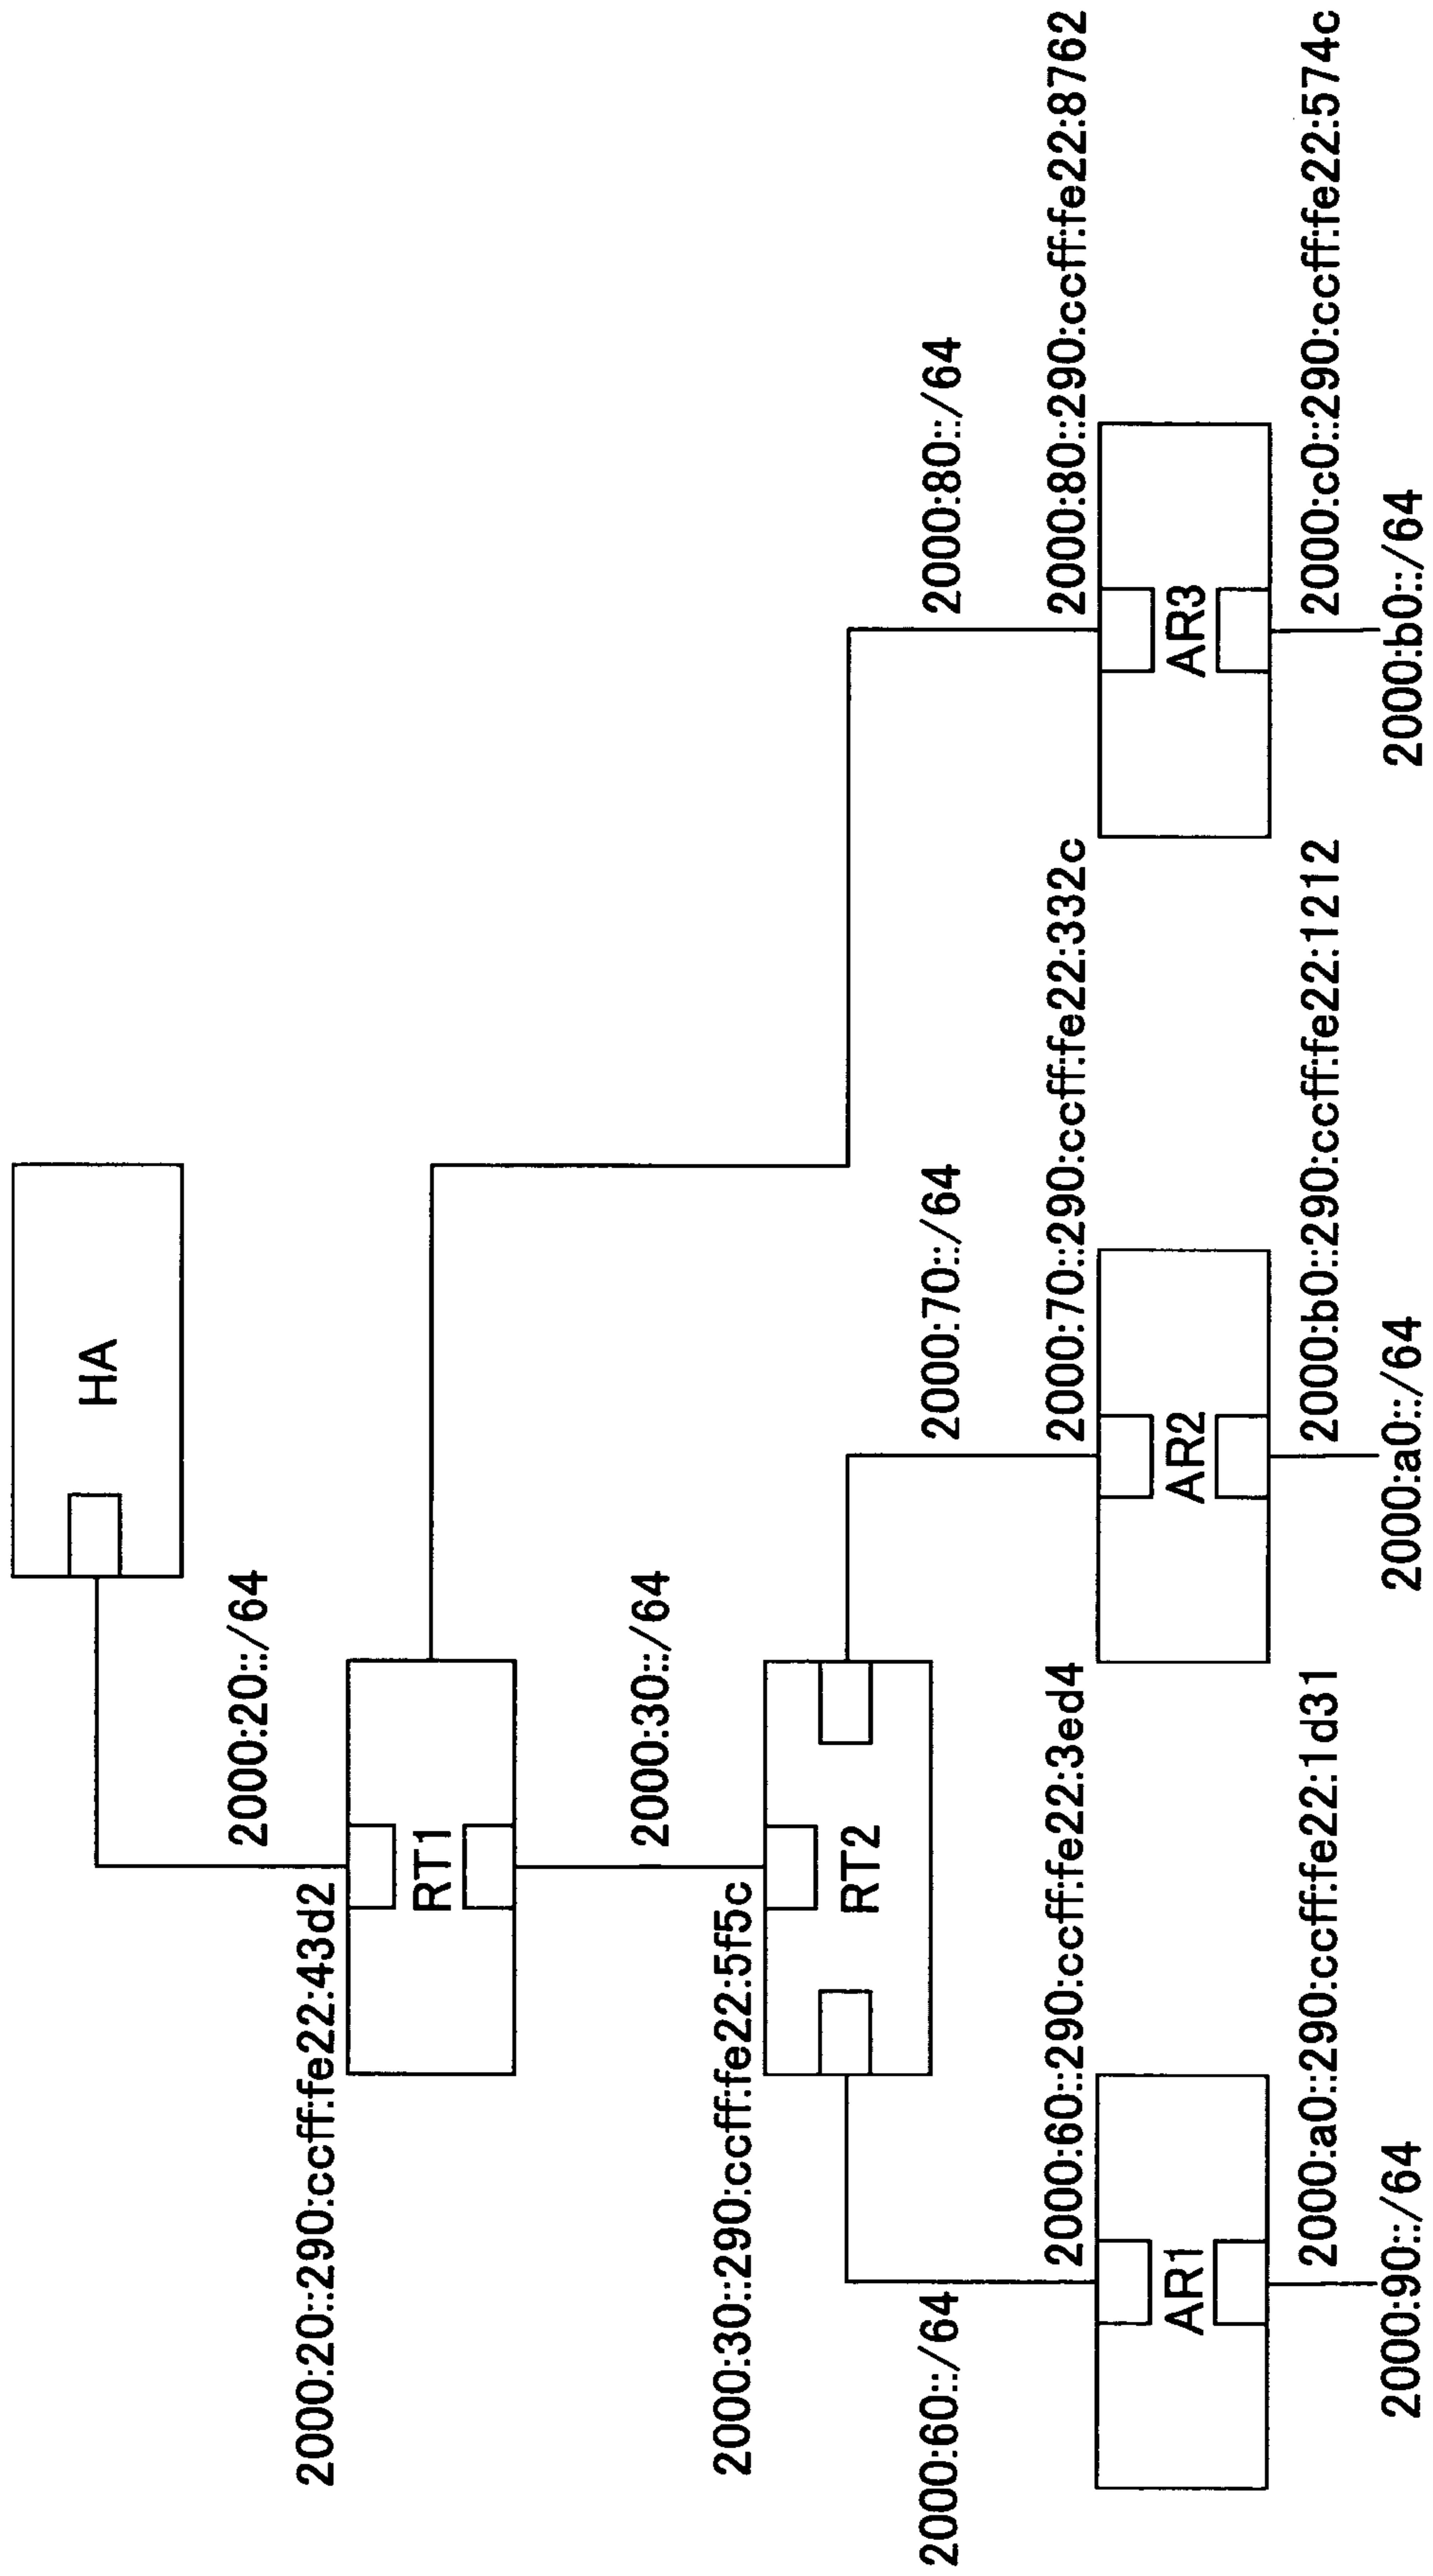 HA
2000:20::/64
2000:20::290:ccff:fe22:43d2
RT1
2000:30::/64
2000:30::290:ccff:fe22:5f5c
RT2
2000:60::/64
2000:70::/64
2000:80::/64
2000:60::290:ccff:fe22:3ed4
2000:70::290:ccff:fe22:332c
2000:80::290:ccff:fe22:8762
AR1
AR2
AR3
2000:a0::290:ccff:fe22:1d31
2000:b0::290:ccff:fe22:1212
2000:c0::290:ccff:fe22:574c
2000:90::/64
2000:a0::/64
2000:b0::/64